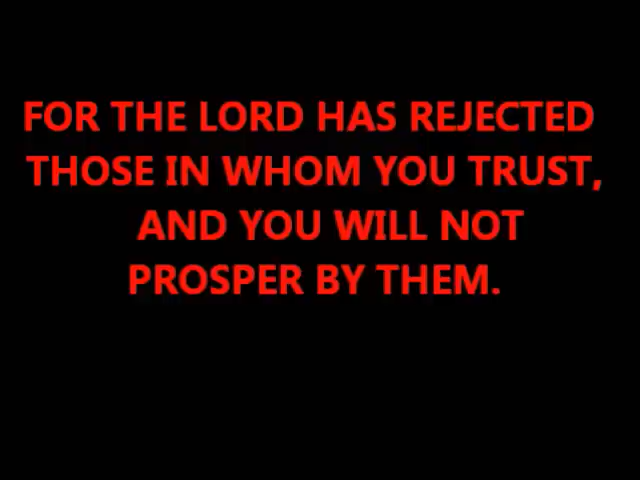 FOR THE LORD HAS REJECTED
THOSE IN WHOM YOU TRUST,
AND YOU WILL NOT
PROSPER BY THEM.